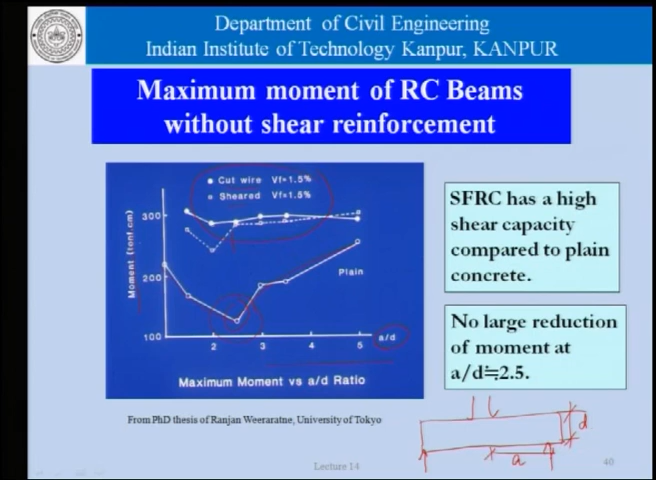 Department of Civil Engineering
Indian Institute of Technology Kanpur, KANPUR
Maximum moment of RC Beams
without shear reinforcement
Cut wire Vf=1.5%
Sheared Vf=1.5%
Moment (tonf.cm)
300
200
100
Plain
2 3 4 5 a/d
Maximum Moment vs a/d Ratio
SFRC has a high
shear capacity
compared to plain
concrete.
No large reduction
of moment at
a/d≒2.5.
d
a
From PhD thesis of Ranjan Weeraratne, University of Tokyo
Lecture 14
40